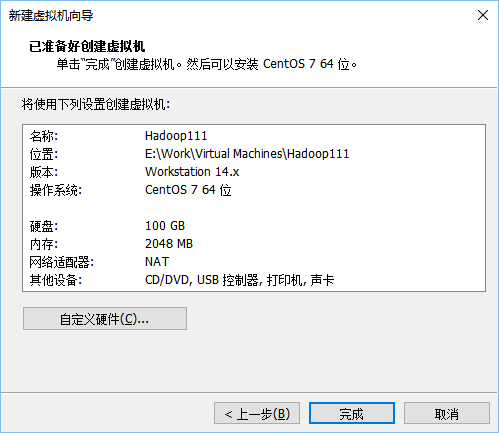 新建虚拟机向导
已准备好创建虚拟机
单击“完成”创建虚拟机。然后可以安装 CentOS 7 64 位。
将使用下列设置创建虚拟机:
名称: Hadoop111
位置: E:\Work\Virtual Machines\Hadoop111
版本: Workstation 14.x
操作系统: CentOS 7 64 位
硬盘: 100 GB
内存: 2048 MB
网络适配器: NAT
其他设备: CD/DVD, USB 控制器, 打印机, 声卡
自定义硬件(C)...
< 上一步(B) 完成 取消